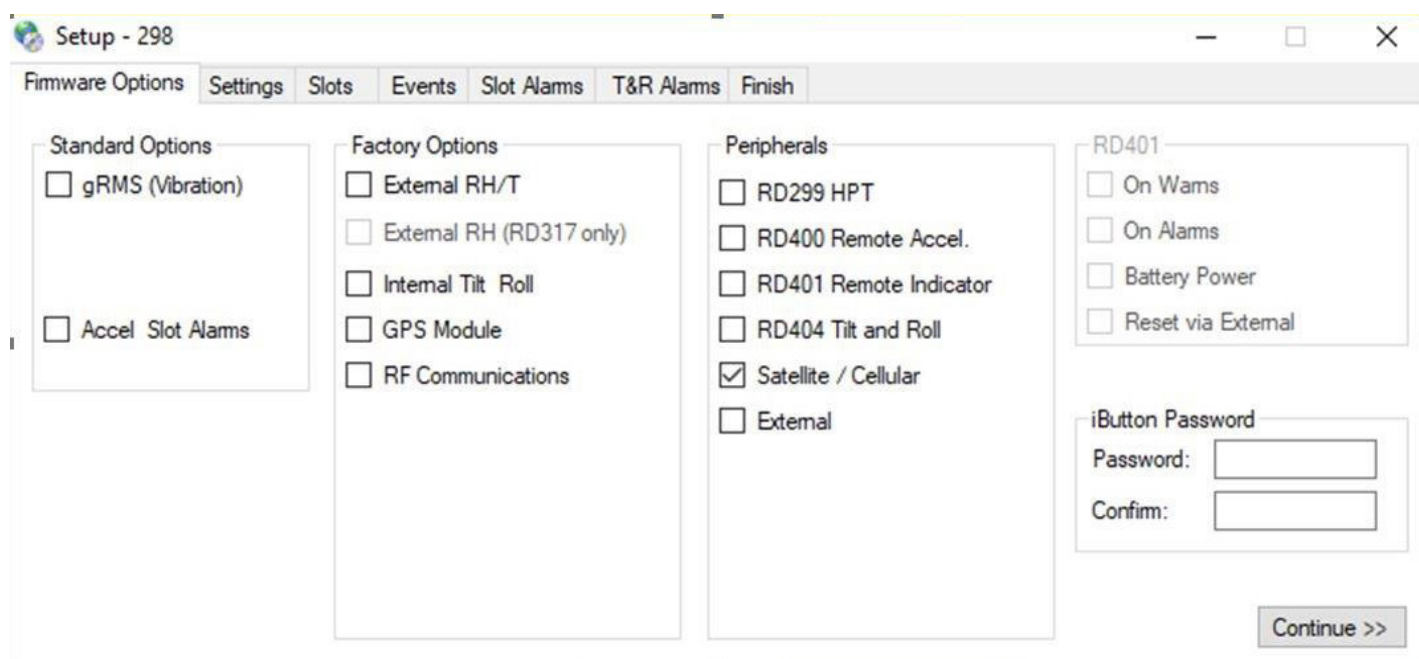 Setup - 298
Firmware Options Settings Slots Events Slot Alarms T&R Alarms Finish
Standard Options
gRMS (Vibration)
Accel Slot Alarms
Factory Options
External RH/T
External RH (RD317 only)
Internal Tilt Roll
GPS Module
RF Communications
Peripherals
RD299 HPT
RD400 Remote Accel.
RD401 Remote Indicator
RD404 Tilt and Roll
Satellite / Cellular
External
RD401
On Warns
On Alarms
Battery Power
Reset via External
iButton Password
Password:
Confirm:
Continue >>